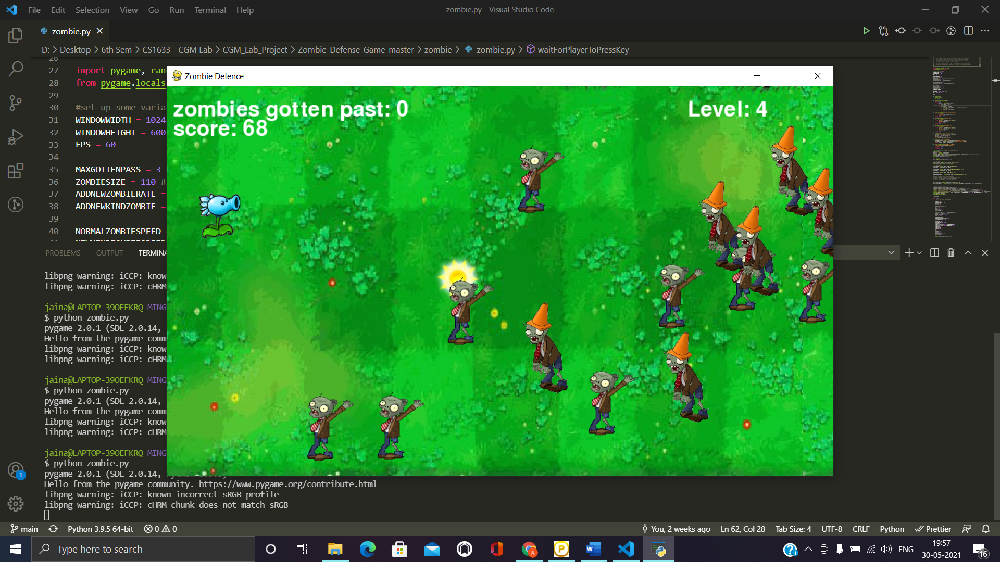 File Edit Selection View Go Run Terminal Help
zombie.py - Visual Studio Code
zombie.py
D: > Desktop > 6th Sem > CS1633 - CGM Lab > CGM_Lab_Project > Zombie-Defense-Game-master > zombie > zombie.py > waitForPlayerToPressKey
26
27 import pygame, ran
28 from pygame.locals
29
30 #set up some varia
31 WINDOWWIDTH = 1024
32 WINDOWHEIGHT = 600
33 FPS = 60
34
35 MAXGOTTENPASS = 3
36 ZOMBIESIZE = 110 #
37 ADDNEWZOMBIERATE =
38 ADDNEWKINDZOMBIE =
39
40 NORMALZOMBIESPEED
Zombie Defence
zombies gotten past: 0
score: 68
Level: 4
PROBLEMS OUTPUT TERMINA
libpng warning: iCCP: know
libpng warning: iCCP: cHRM
jaina@LAPTOP-39OEFKRQ MING
$ python zombie.py
pygame 2.0.1 (SDL 2.0.14,
Hello from the pygame comm
libpng warning: iCCP: know
libpng warning: iCCP: cHRM
jaina@LAPTOP-39OEFKRQ MING
$ python zombie.py
pygame 2.0.1 (SDL 2.0.14,
Hello from the pygame comm
libpng warning: iCCP: know
libpng warning: iCCP: cHRM
jaina@LAPTOP-39OEFKRQ MING
$ python zombie.py
pygame 2.0.1 (SDL 2.0.14,
Hello from the pygame community. https://www.pygame.org/contribute.html
libpng warning: iCCP: known incorrect sRGB profile
libpng warning: iCCP: cHRM chunk does not match sRGB
1
main Python 3.9.5 64-bit 0 0
You, 2 weeks ago Ln 62, Col 28 Tab Size: 4 UTF-8 CRLF Python Prettier
Type here to search
ENG
19:57
30-05-2021
16